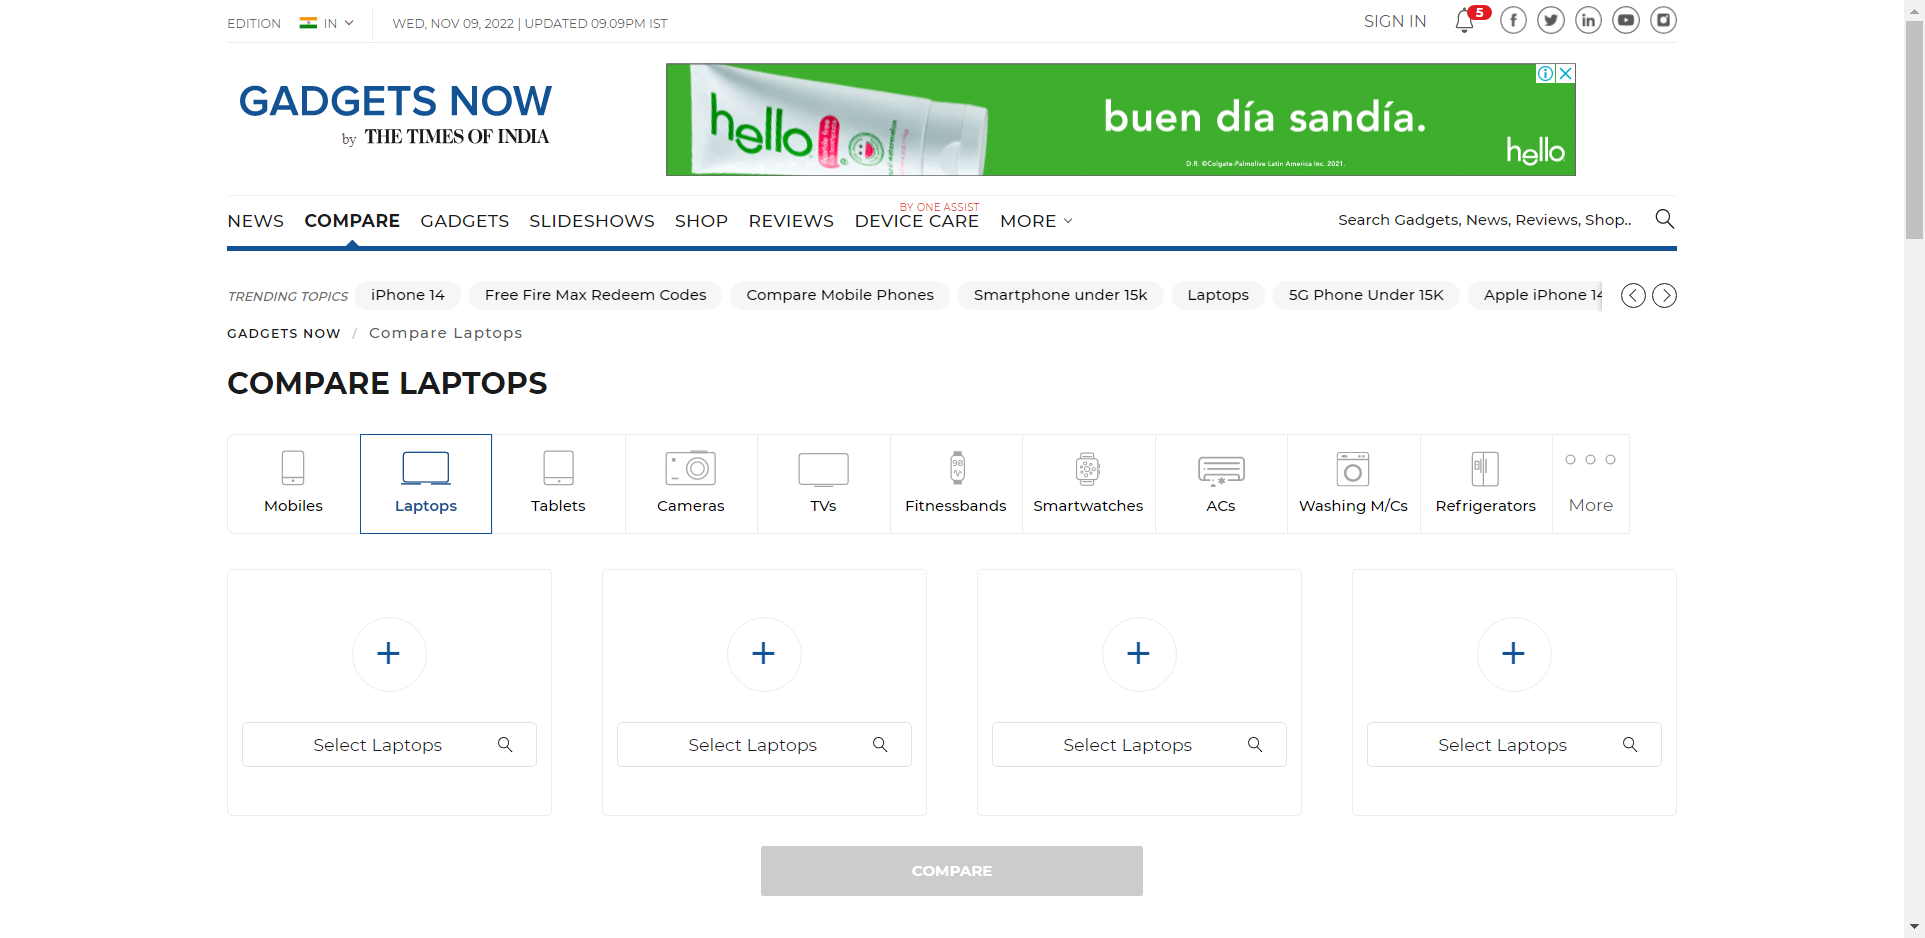 EDITION IN WED, NOV 09, 2022 | UPDATED 09.09PM IST SIGN IN 5
GADGETS NOW
by THE TIMES OF INDIA
hello
buen día sandía.
hello
D.R. ©Colgate-Palmolive Latin America Inc. 2021.
BY ONE ASSIST
NEWS COMPARE GADGETS SLIDESHOWS SHOP REVIEWS DEVICE CARE MORE Search Gadgets, News, Reviews, Shop..
TRENDING TOPICS iPhone 14 Free Fire Max Redeem Codes Compare Mobile Phones Smartphone under 15k Laptops 5G Phone Under 15K Apple iPhone 14
GADGETS NOW / Compare Laptops
COMPARE LAPTOPS
98
Mobiles Laptops Tablets Cameras TVs Fitnessbands Smartwatches ACs Washing M/Cs Refrigerators More
Select Laptops Select Laptops Select Laptops Select Laptops
COMPARE